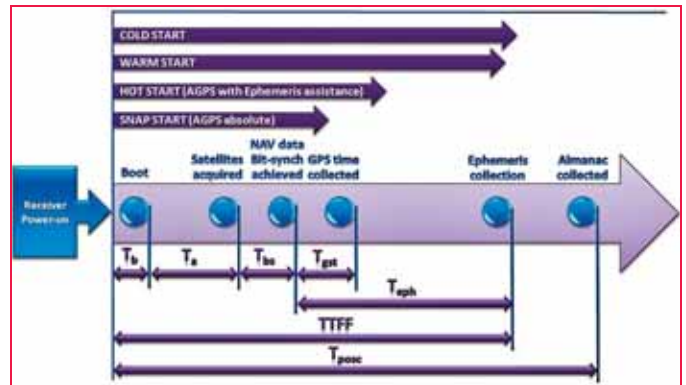 COLD START
WARM START
HOT START (AGPS with Ephemeris assistance)
SNAP START (AGPS absolute)
Receiver
Power-on
Boot
Satellites
acquired
NAV data
Bit-synch
achieved
GPS time
collected
Ephemeris
collection
Almanac
collected
Tb
Ta
Tbs
Tgst
Teph
TTFF
Tposc